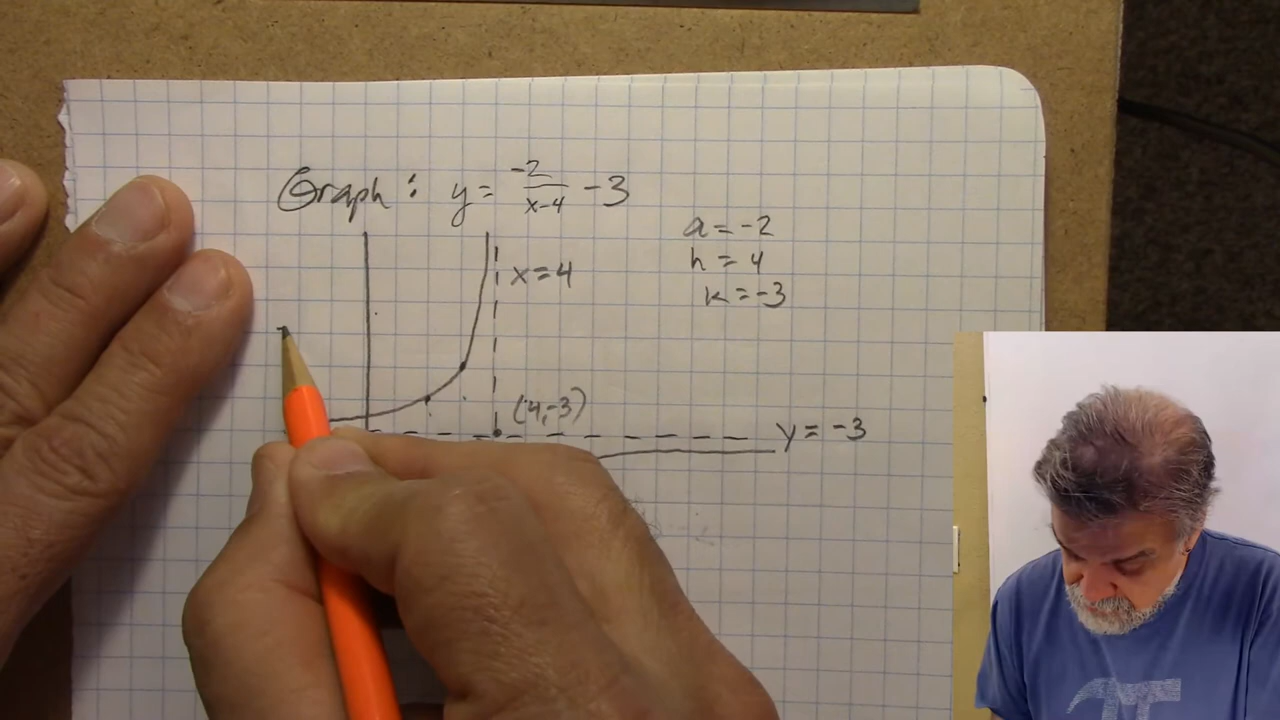 Graph: y = -2/(x-4) -3
a = -2
h = 4
k = -3
x=4
(4,-3)
y = -3